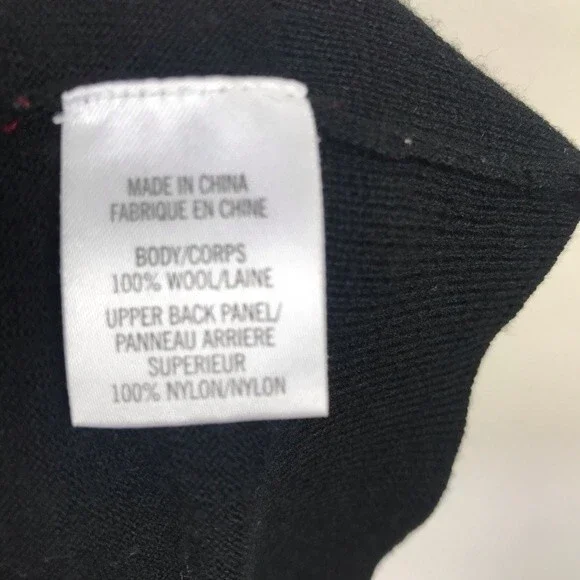 MADE IN CHINA
FABRIQUE EN CHINE
BODY/CORPS
100% WOOL/LAINE
UPPER BACK PANEL/
PANNEAU ARRIERE
SUPERIEUR
100% NYLON/NYLON